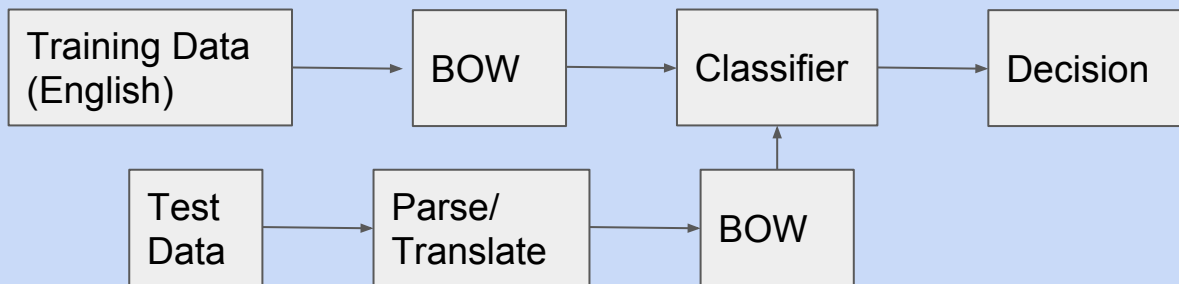 Training Data
(English)
BOW
Classifier
Decision
Test
Data
Parse/
Translate
BOW